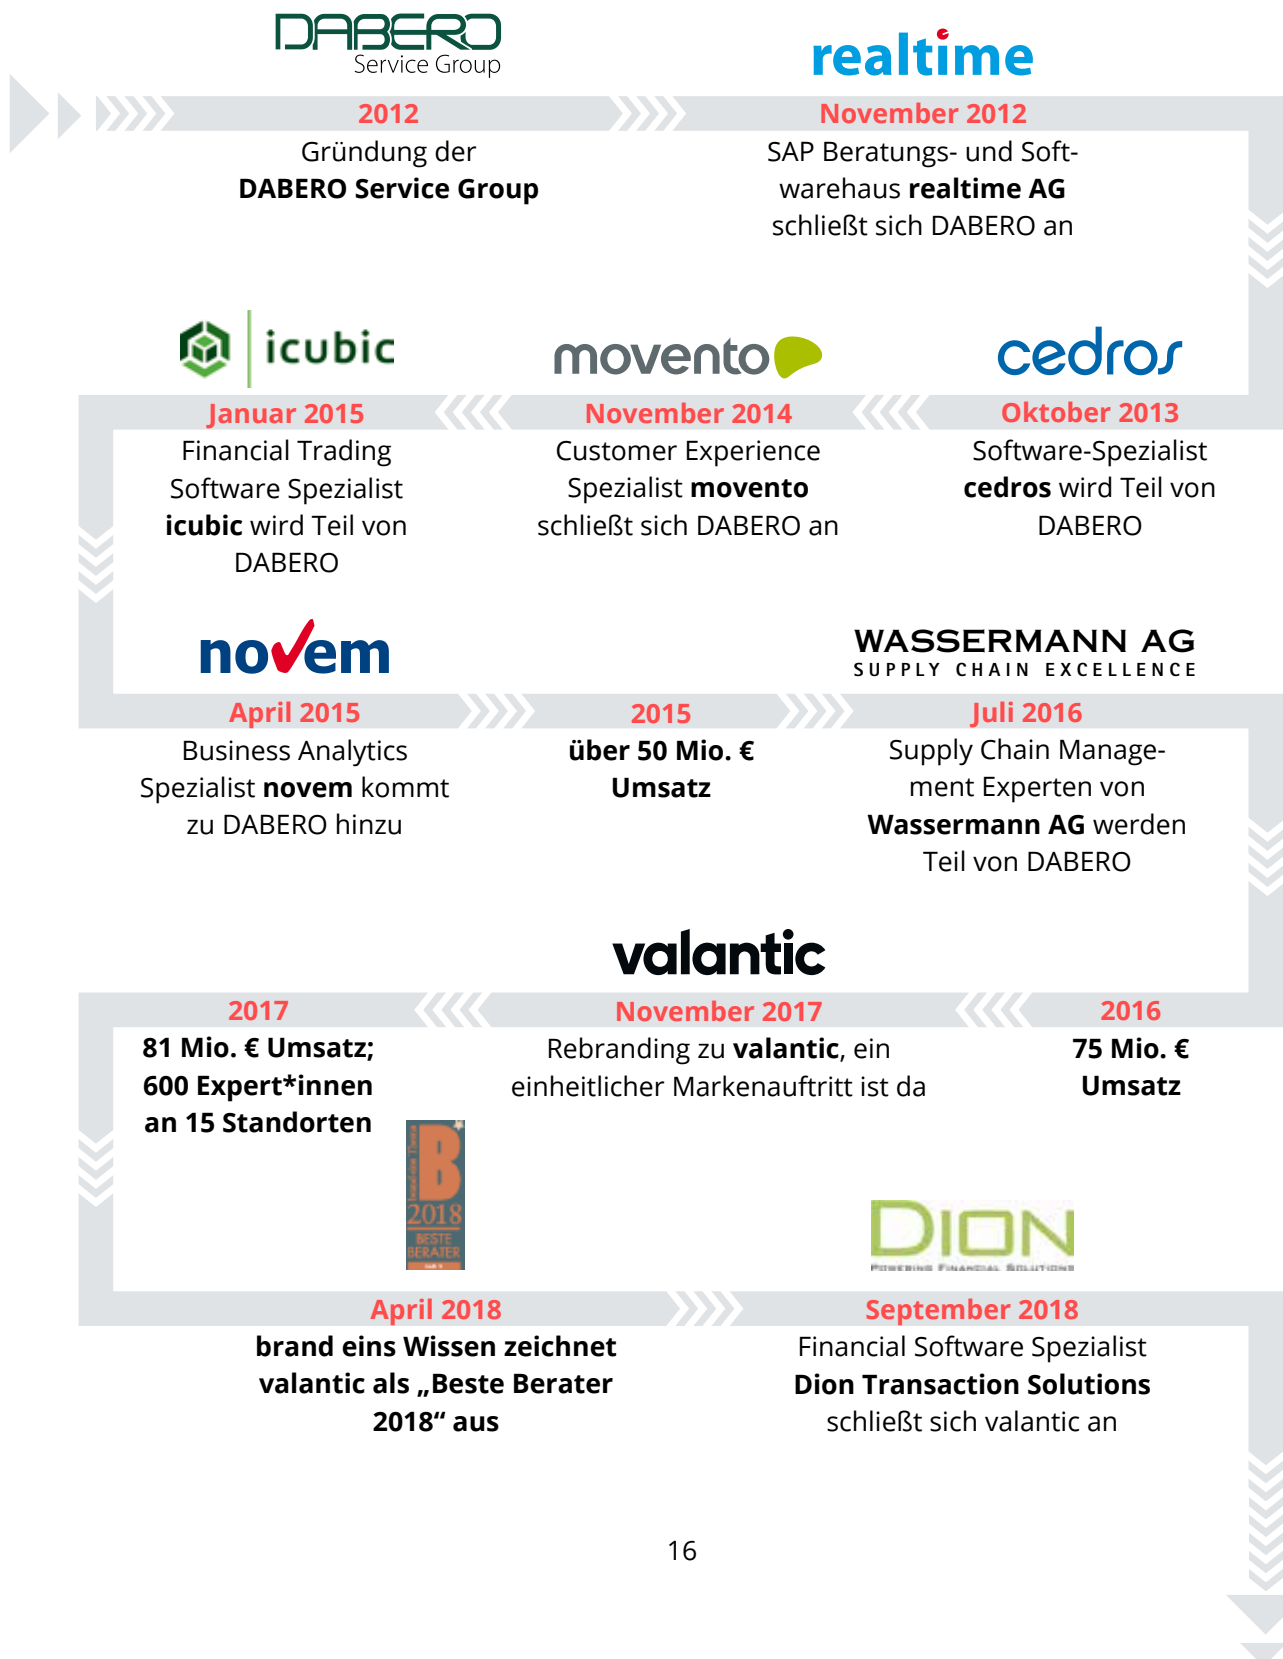 DABERO
Service Group
realtime
2012
Gründung der
DABERO Service Group
November 2012
SAP Beratungs- und Soft-
warehaus realtime AG
schließt sich DABERO an
cedros
Oktober 2013
Software-Spezialist
cedros wird Teil von
DABERO
movento
November 2014
Customer Experience
Spezialist movento
schließt sich DABERO an
icubic
Januar 2015
Financial Trading
Software Spezialist
icubic wird Teil von
DABERO
novem
April 2015
Business Analytics
Spezialist novem kommt
zu DABERO hinzu
2015
über 50 Mio. €
Umsatz
WASSERMANN AG
SUPPLY CHAIN EXCELLENCE
Juli 2016
Supply Chain Manage-
ment Experten von
Wassermann AG werden
Teil von DABERO
2016
75 Mio. €
Umsatz
valantic
November 2017
Rebranding zu valantic, ein
einheitlicher Markenauftritt ist da
2017
81 Mio. € Umsatz;
600 Expert*innen
an 15 Standorten
brand eins Thema
B
2018
BESTE
BERATER
April 2018
brand eins Wissen zeichnet
valantic als „Beste Berater
2018“ aus
DION
POWERING FINANCIAL SOLUTIONS
September 2018
Financial Software Spezialist
Dion Transaction Solutions
schließt sich valantic an
16